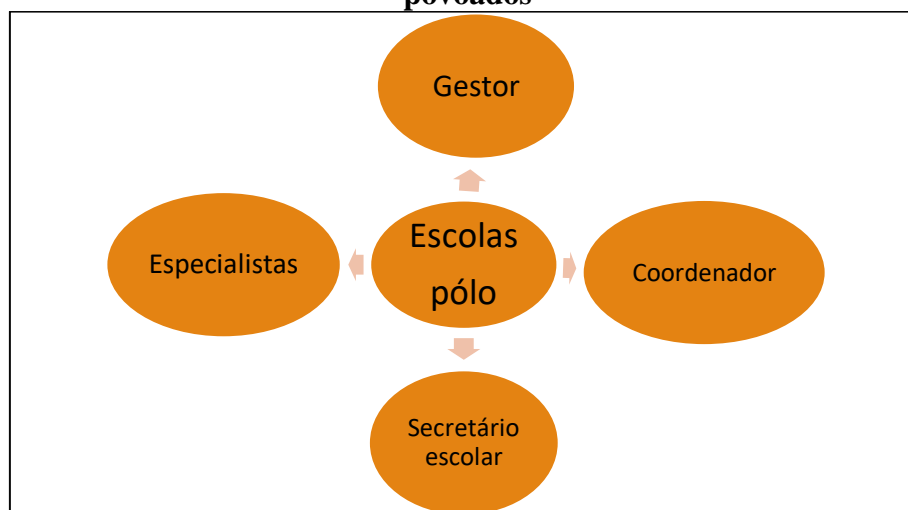 povoados
Gestor
Especialistas
Escolas
pólo
Coordenador
Secretário
escolar